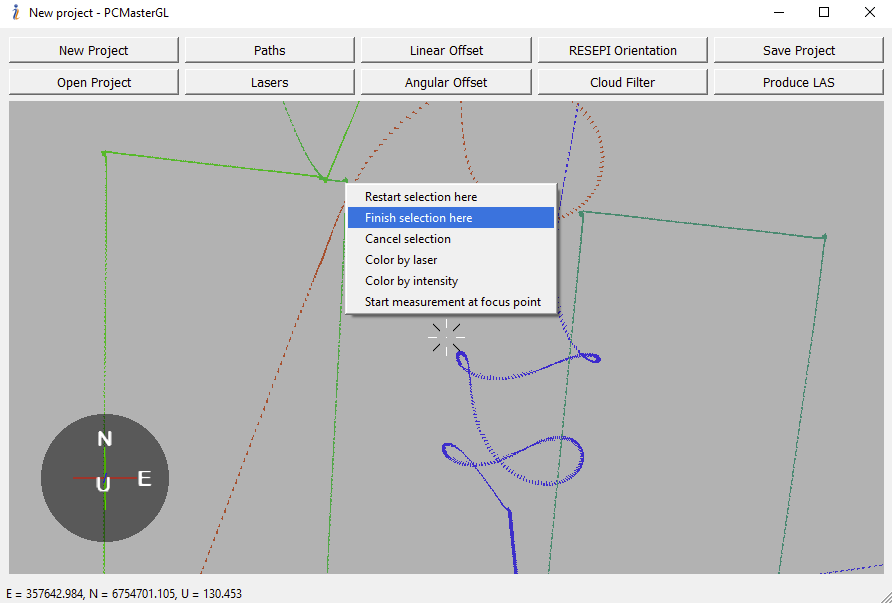 New project - PCMasterGL
New Project Paths Linear Offset RESEPI Orientation Save Project
Open Project Lasers Angular Offset Cloud Filter Produce LAS
Restart selection here
Finish selection here
Cancel selection
Color by laser
Color by intensity
Start measurement at focus point
N
U E
E = 357642.984, N = 6754701.105, U = 130.453